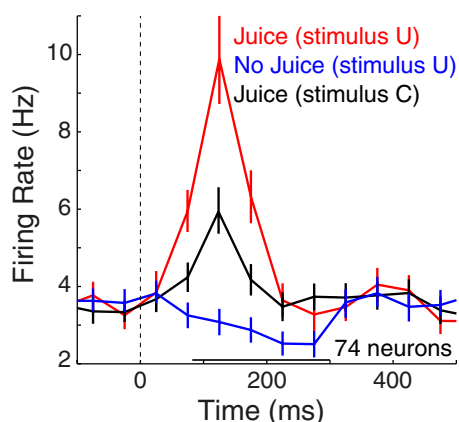 Juice (stimulus U)
No Juice (stimulus U)
Juice (stimulus C)
Firing Rate (Hz)
10
8
6
4
2
74 neurons
0 200 400
Time (ms)